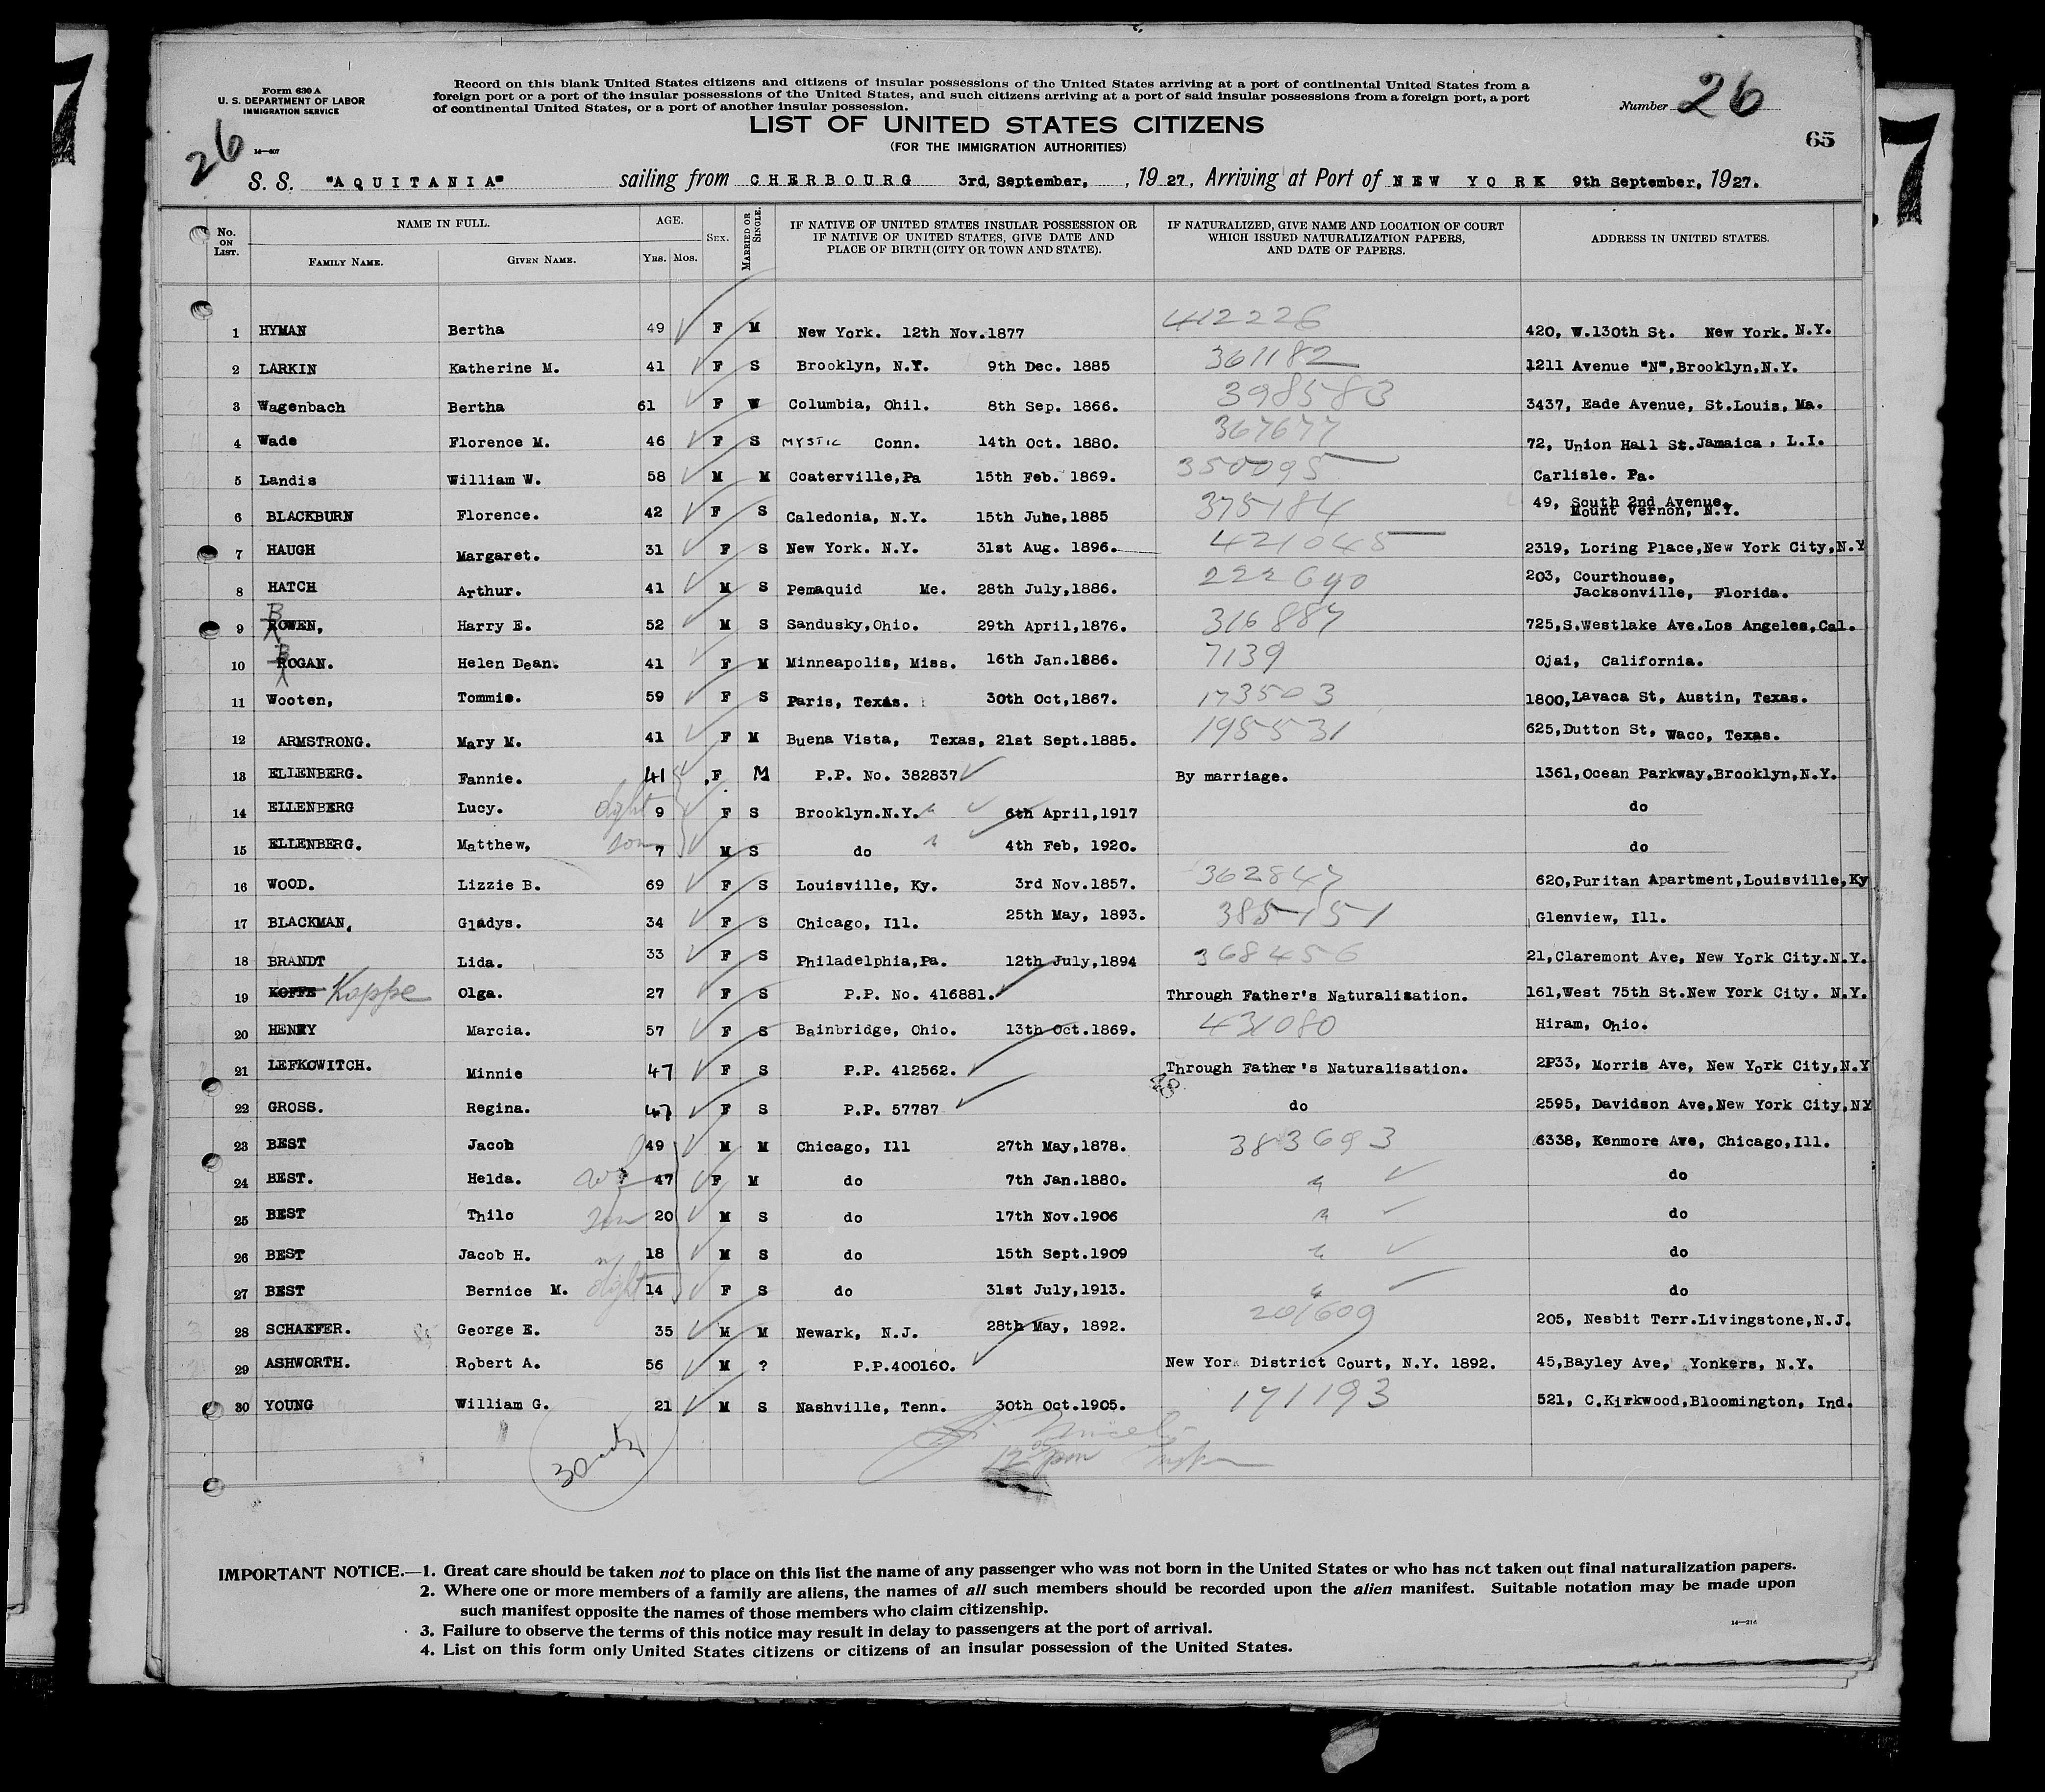 Form 630 A
U. S. DEPARTMENT OF LABOR
IMMIGRATION SERVICE
Record on this blank United States citizens and citizens of insular possessions of the United States arriving at a port of continental United States from a
foreign port or a port of the insular possessions of the United States, and such citizens arriving at a port of said insular possessions from a foreign port, a port
of continental United States, or a port of another insular possession.
Number 26
65
LIST OF UNITED STATES CITIZENS
(FOR THE IMMIGRATION AUTHORITIES)
26
14—607
S. S. "AQUITANIA" sailing from CHERBOURG 3rd, September, , 1927, Arriving at Port of NEW YORK 9th September, 1927.
No. ON LIST. NAME IN FULL. FAMILY NAME. GIVEN NAME. AGE. YRS. MOS. SEX. MARRIED OR SINGLE. IF NATIVE OF UNITED STATES INSULAR POSSESSION OR IF NATIVE OF UNITED STATES, GIVE DATE AND PLACE OF BIRTH (CITY OR TOWN AND STATE). IF NATURALIZED, GIVE NAME AND LOCATION OF COURT WHICH ISSUED NATURALIZATION PAPERS, AND DATE OF PAPERS. ADDRESS IN UNITED STATES.
1 HYMAN Bertha 49 F M New York. 12th Nov.1877 412226 420, W.130th St. New York. N.Y.
2 LARKIN Katherine M. 41 F S Brooklyn, N.Y. 9th Dec. 1885 361182 1211 Avenue "N",Brooklyn,N.Y.
3 Wagenbach Bertha 61 F W Columbia, Ohil. 8th Sep. 1866. 398583 3437, Eade Avenue, St.Louis, Ma.
4 Wade Florence M. 46 F S MYSTIC Conn. 14th Oct. 1880. 367677 72, Union Hall St.Jamaica, L.I.
5 Landis William W. 58 M M Coaterville,Pa 15th Feb. 1869. 350095 Carlisle. Pa.
6 BLACKBURN Florence. 42 F S Caledonia, N.Y. 15th June,1885 375184 49, South 2nd Avenue, Mount Vernon, N.Y.
7 HAUGH Margaret. 31 F S New York. N.Y. 31st Aug. 1896. 421045 2319, Loring Place,New York City,N.Y
8 HATCH Arthur. 41 M S Pemaquid Me. 28th July,1886. 222640 203, Courthouse, Jacksonville, Florida.
9 BOWEN, Harry E. 52 M S Sandusky,Ohio. 29th April,1876. 316887 725,S.Westlake Ave.Los Angeles,Cal.
10 BOGAN. Helen Dean. 41 F M Minneapolis, Miss. 16th Jan.1886. 7139 Ojai, California.
11 Wooten, Tommie. 59 F S Paris, Texas. 30th Oct,1867. 173503 1800,Lavaca St, Austin, Texas.
12 ARMSTRONG. Mary M. 41 F M Buena Vista, Texas, 21st Sept.1885. 195531 625,Dutton St, Waco, Texas.
13 ELLENBERG. Fannie. 41 F M P.P. No. 382837 By marriage. 1361,Ocean Parkway,Brooklyn,N.Y.
14 ELLENBERG Lucy. dght 9 F S Brooklyn.N.Y. 6th April,1917 do
15 ELLENBERG. Matthew, son 7 M S do 4th Feb, 1920. do
16 WOOD. Lizzie B. 69 F S Louisville, Ky. 3rd Nov.1857. 362847 620,Puritan Apartment,Louisville,Ky
17 BLACKMAN, Gladys. 34 F S Chicago, Ill. 25th May, 1893. 385151 Glenview, Ill.
18 BRANDT Lida. 33 F S Philadelphia,Pa. 12th July,1894 368456 21,Claremont Ave, New York City.N.Y.
19 KOFFE Koppe Olga. 27 F S P.P. No. 416881. Through Father's Naturalisation. 161,West 75th St.New York City. N.Y.
20 HENRY Marcia. 57 F S Bainbridge, Ohio. 13th Oct.1869. 431080 Hiram, Ohio.
21 LEFKOWITCH. Minnie 47 F S P.P. 412562. Through Father's Naturalisation. 2P33, Morris Ave, New York City,N.Y
22 GROSS. Regina. 47 F S P.P. 57787 do 2595, Davidson Ave,New York City,NY
23 BEST Jacob 49 M M Chicago, Ill 27th May,1878. 383693 6338, Kenmore Ave, Chicago,Ill.
24 BEST. Helda. wf 47 F M do 7th Jan.1880. do
25 BEST Thilo son 20 M S do 17th Nov.1906 do
26 BEST Jacob H. 18 M S do 15th Sept.1909 do
27 BEST Bernice M. dght 14 F S do 31st July,1913. do
28 SCHAEFER. George E. 35 M M Newark, N.J. 28th May, 1892. 201609 205, Nesbit Terr.Livingstone,N.J.
29 ASHWORTH. Robert A. 56 M ? P.P.400160. New York District Court, N.Y. 1892. 45,Bayley Ave, Yonkers, N.Y.
30 YOUNG William G. 21 M S Nashville, Tenn. 30th Oct.1905. 171193 521, C.Kirkwood,Bloomington, Ind.
IMPORTANT NOTICE.—1. Great care should be taken not to place on this list the name of any passenger who was not born in the United States or who has not taken out final naturalization papers.
2. Where one or more members of a family are aliens, the names of all such members should be recorded upon the alien manifest. Suitable notation may be made upon
such manifest opposite the names of those members who claim citizenship.
3. Failure to observe the terms of this notice may result in delay to passengers at the port of arrival.
4. List on this form only United States citizens or citizens of an insular possession of the United States.
14—216